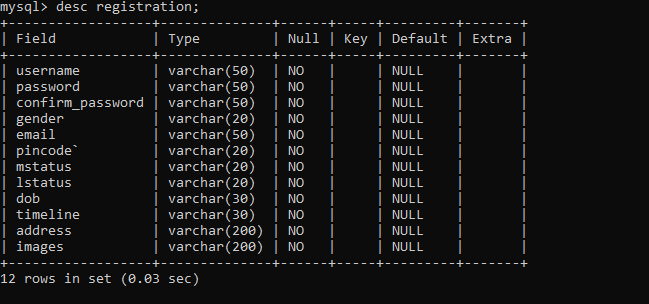 mysql> desc registration;
+------------------+--------------+------+-----+---------+-------+
| Field            | Type         | Null | Key | Default | Extra |
+------------------+--------------+------+-----+---------+-------+
| username         | varchar(50)  | NO   |     | NULL    |       |
| password         | varchar(50)  | NO   |     | NULL    |       |
| confirm_password | varchar(50)  | NO   |     | NULL    |       |
| gender           | varchar(20)  | NO   |     | NULL    |       |
| email            | varchar(50)  | NO   |     | NULL    |       |
| pincode`         | varchar(20)  | NO   |     | NULL    |       |
| mstatus          | varchar(20)  | NO   |     | NULL    |       |
| lstatus          | varchar(20)  | NO   |     | NULL    |       |
| dob              | varchar(30)  | NO   |     | NULL    |       |
| timeline         | varchar(30)  | NO   |     | NULL    |       |
| address          | varchar(200) | NO   |     | NULL    |       |
| images           | varchar(200) | NO   |     | NULL    |       |
+------------------+--------------+------+-----+---------+-------+
12 rows in set (0.03 sec)